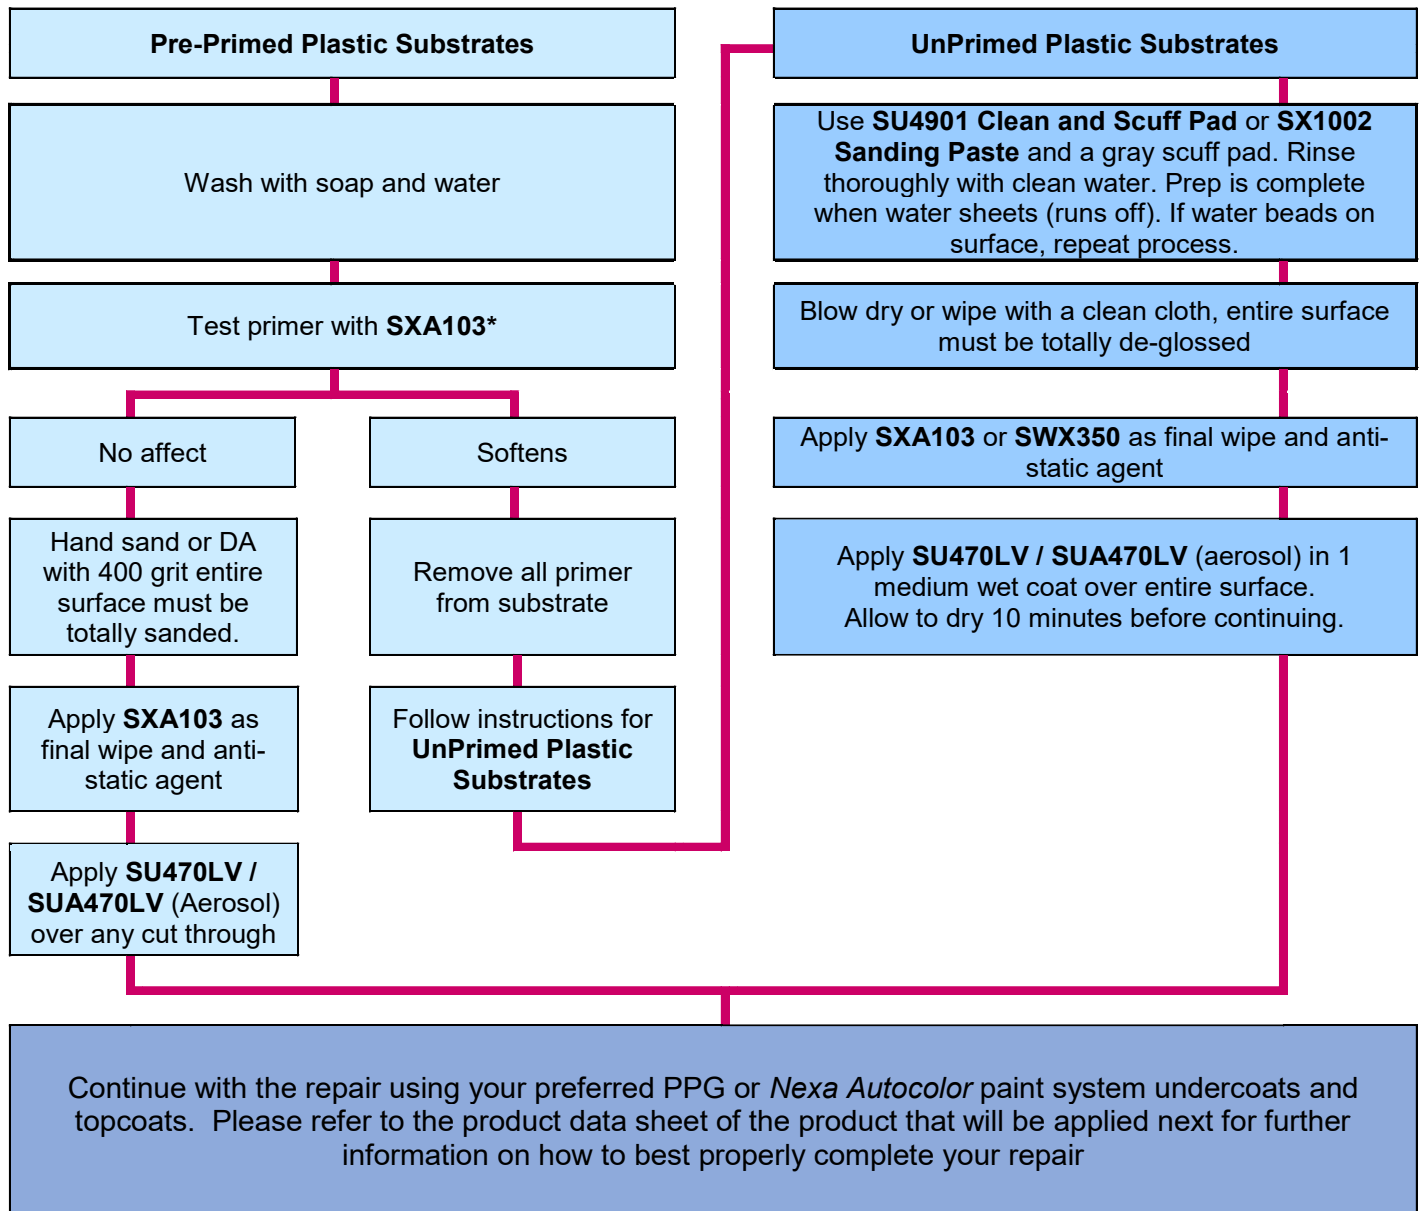 Pre-Primed Plastic Substrates
Wash with soap and water
Test primer with SXA103*
No affect
Hand sand or DA
with 400 grit entire
surface must be
totally sanded.
Apply SXA103 as
final wipe and anti-
static agent
Apply SU470LV /
SUA470LV (Aerosol)
over any cut through
Softens
Remove all primer
from substrate
Follow instructions for
UnPrimed Plastic
Substrates
UnPrimed Plastic Substrates
Use SU4901 Clean and Scuff Pad or SX1002
Sanding Paste and a gray scuff pad. Rinse
thoroughly with clean water. Prep is complete
when water sheets (runs off). If water beads on
surface, repeat process.
Blow dry or wipe with a clean cloth, entire surface
must be totally de-glossed
Apply SXA103 or SWX350 as final wipe and anti-
static agent
Apply SU470LV / SUA470LV (aerosol) in 1
medium wet coat over entire surface.
Allow to dry 10 minutes before continuing.
Continue with the repair using your preferred PPG or Nexa Autocolor paint system undercoats and
topcoats.  Please refer to the product data sheet of the product that will be applied next for further
information on how to best properly complete your repair